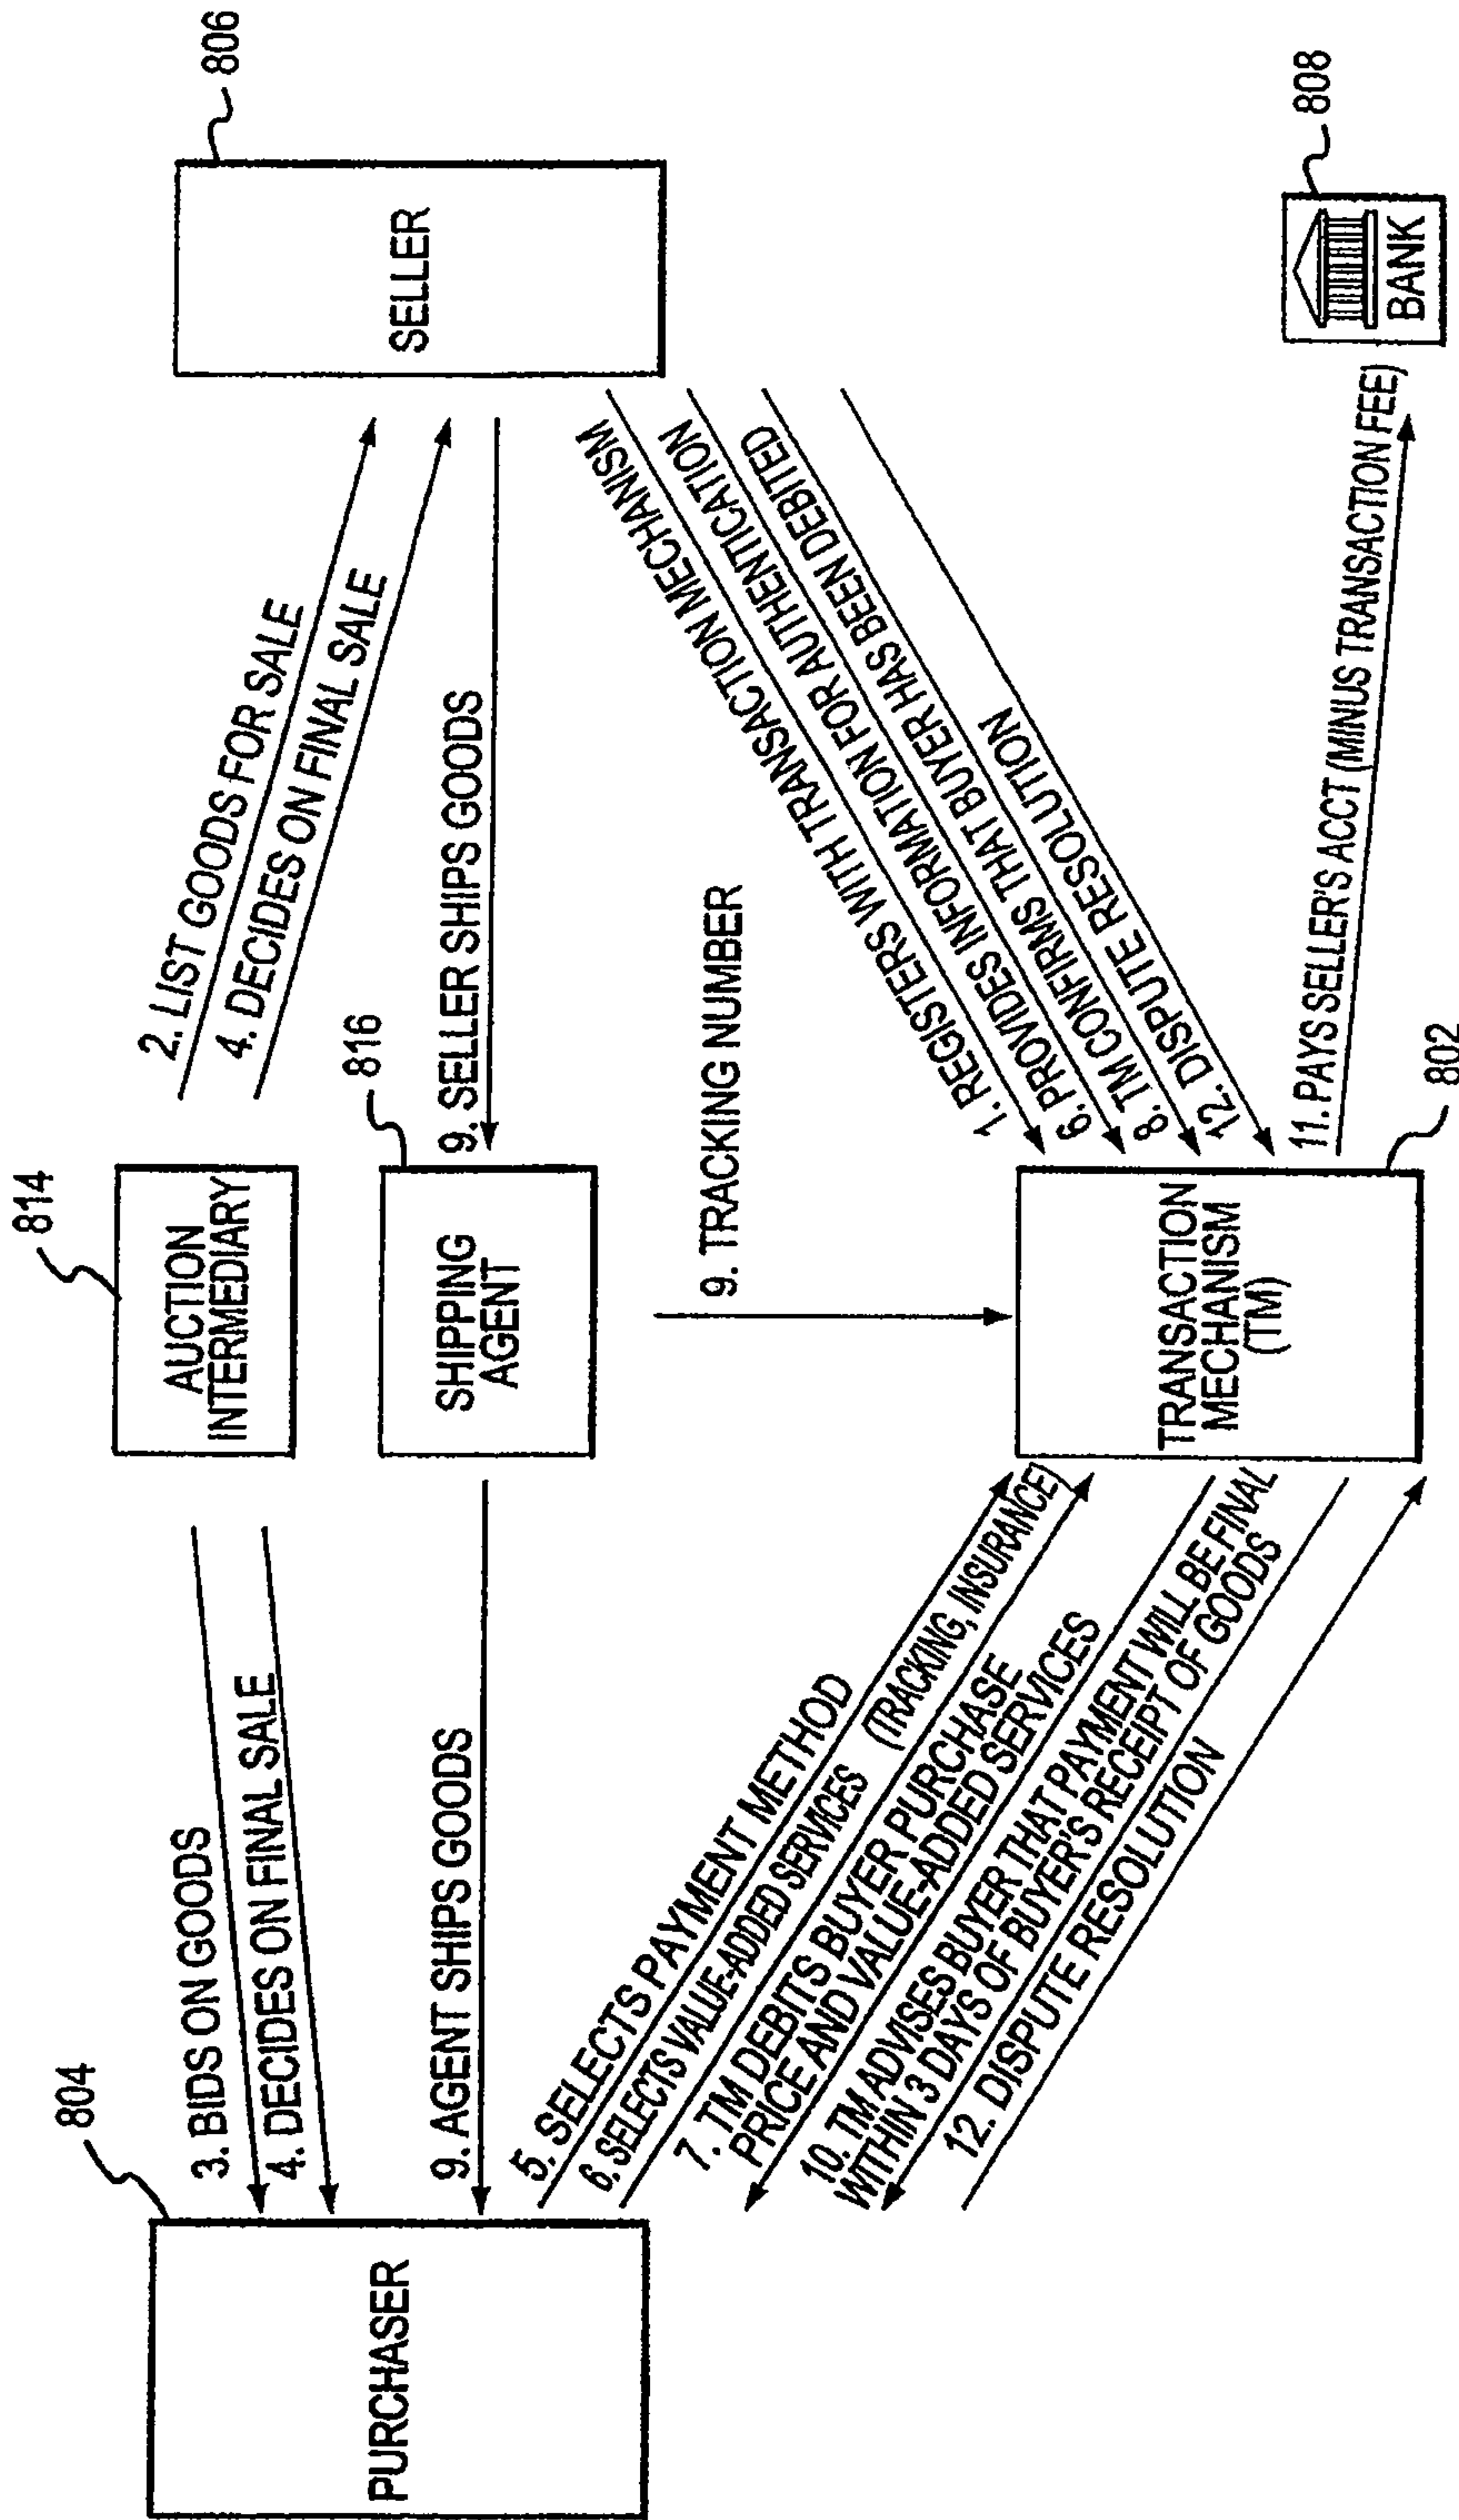 804
PURCHASER
3. BIDS ON GOODS
4. DECIDES ON FINAL SALE
9. AGENT SHIPS GOODS
5. SELECTS PAYMENT METHOD
6. SELECTS VALUE-ADDED SERVICES (TRACKING, INSURANCE)
7. TM DEBITS BUYER PURCHASE
PRICE AND VALUE-ADDED SERVICES
10. TM ADVISES BUYER THAT PAYMENT WILL BE FINAL
WITHIN 3 DAYS OF BUYER'S RECEIPT OF GOODS
12. DISPUTE RESOLUTION
814
AUCTION
INTERMEDIARY
816
SHIPPING
AGENT
9. TRACKING NUMBER
TRANSACTION
MECHANISM
(TM)
802
2. LIST GOODS FOR SALE
4. DECIDES ON FINAL SALE
9. SELLER SHIPS GOODS
1. REGISTERS WITH TRANSACTION MECHANISM
6. PROVIDES INFORMATION FOR AUTHENTICATION
8. TM CONFIRMS THAT BUYER HAS BEEN DEBITED
12. DISPUTE RESOLUTION
11. PAYS SELLER'S ACCT (MINUS TRANSACTION FEE)
806
SELLER
808
BANK